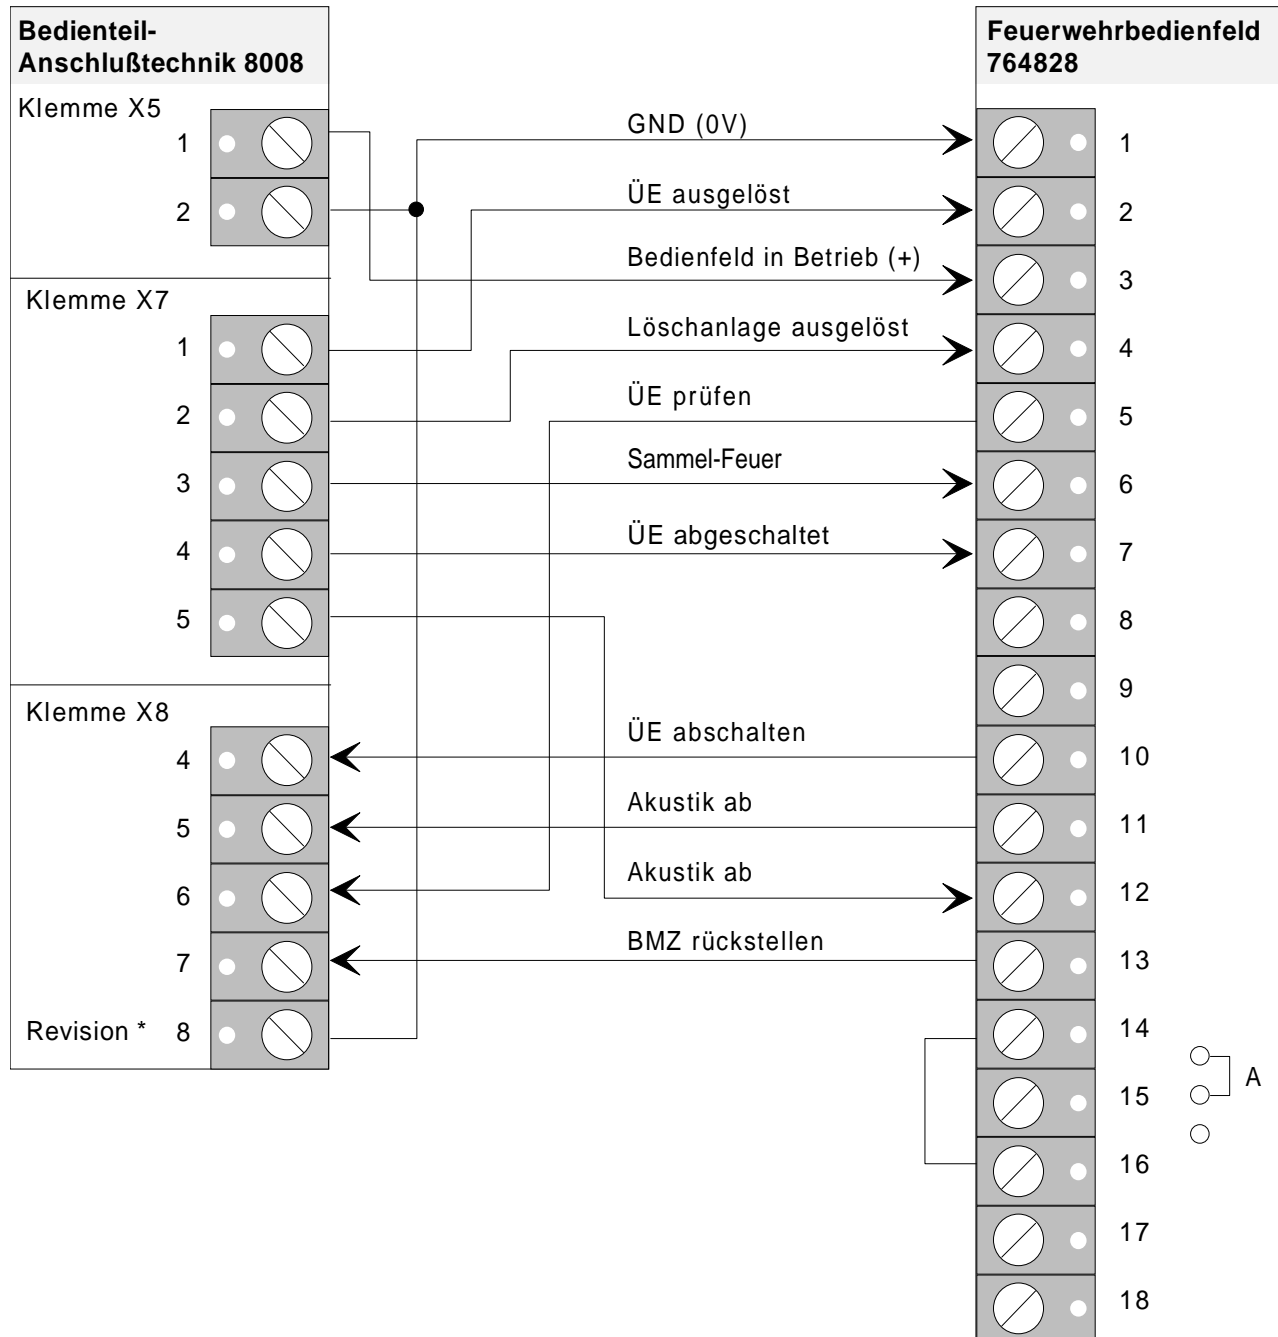 Bedienteil-
Anschlußtechnik 8008
Klemme X5
1
2
Klemme X7
1
2
3
4
5
Klemme X8
4
5
6
7
Revision * 8
GND (0V)
ÜE ausgelöst
Bedienfeld in Betrieb (+)
Löschanlage ausgelöst
ÜE prüfen
Sammel-Feuer
ÜE abgeschaltet
ÜE abschalten
Akustik ab
Akustik ab
BMZ rückstellen
Feuerwehrbedienfeld
764828
1
2
3
4
5
6
7
8
9
10
11
12
13
14
15
16
17
18
A